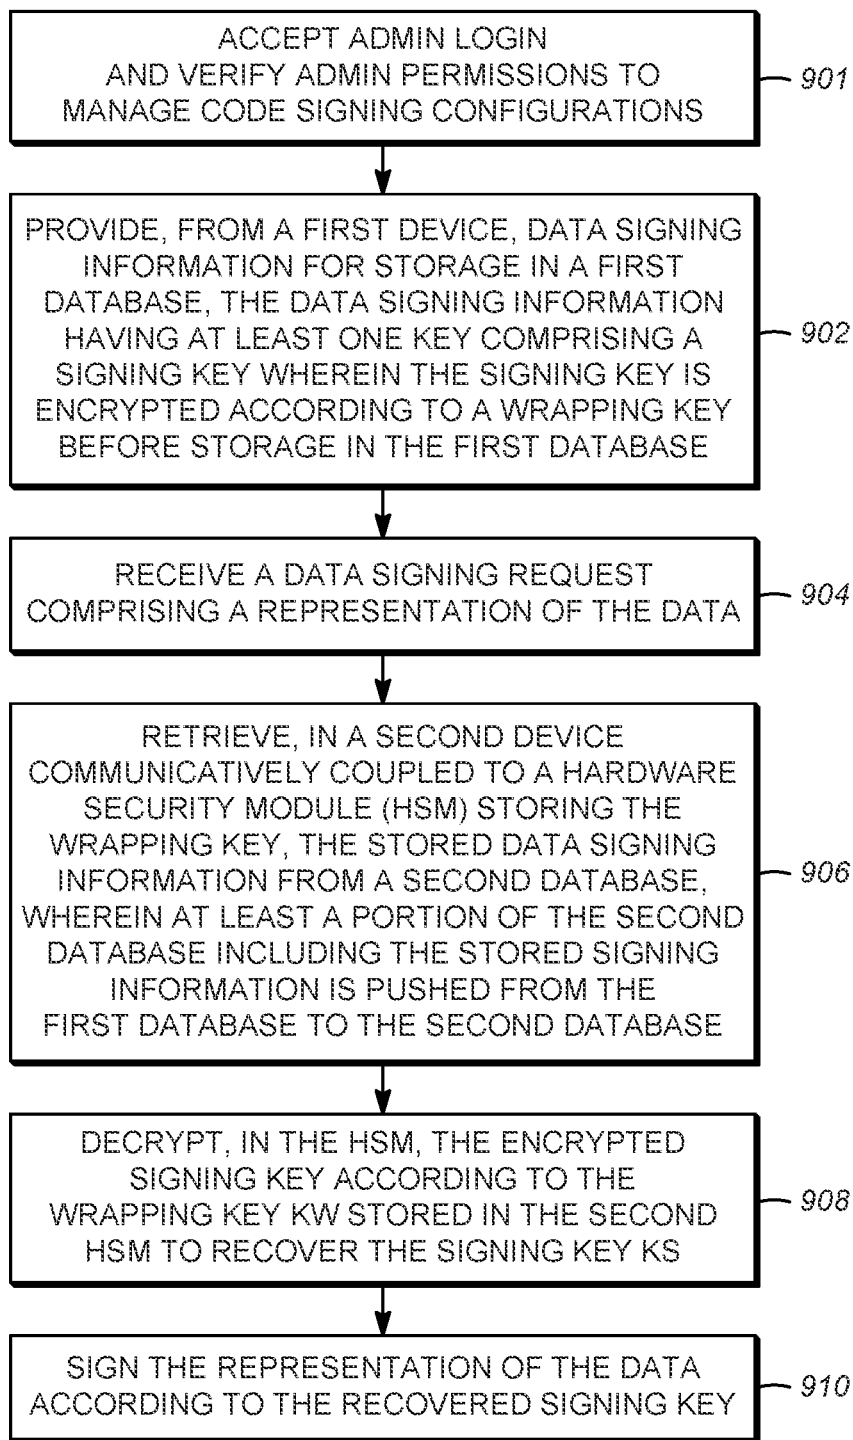 ACCEPT ADMIN LOGIN
AND VERIFY ADMIN PERMISSIONS TO
MANAGE CODE SIGNING CONFIGURATIONS
901
PROVIDE, FROM A FIRST DEVICE, DATA SIGNING
INFORMATION FOR STORAGE IN A FIRST
DATABASE, THE DATA SIGNING INFORMATION
HAVING AT LEAST ONE KEY COMPRISING A
SIGNING KEY WHEREIN THE SIGNING KEY IS
ENCRYPTED ACCORDING TO A WRAPPING KEY
BEFORE STORAGE IN THE FIRST DATABASE
902
RECEIVE A DATA SIGNING REQUEST
COMPRISING A REPRESENTATION OF THE DATA
904
RETRIEVE, IN A SECOND DEVICE
COMMUNICATIVELY COUPLED TO A HARDWARE
SECURITY MODULE (HSM) STORING THE
WRAPPING KEY, THE STORED DATA SIGNING
INFORMATION FROM A SECOND DATABASE,
WHEREIN AT LEAST A PORTION OF THE SECOND
DATABASE INCLUDING THE STORED SIGNING
INFORMATION IS PUSHED FROM THE
FIRST DATABASE TO THE SECOND DATABASE
906
DECRYPT, IN THE HSM, THE ENCRYPTED
SIGNING KEY ACCORDING TO THE
WRAPPING KEY KW STORED IN THE SECOND
HSM TO RECOVER THE SIGNING KEY KS
908
SIGN THE REPRESENTATION OF THE DATA
ACCORDING TO THE RECOVERED SIGNING KEY
910